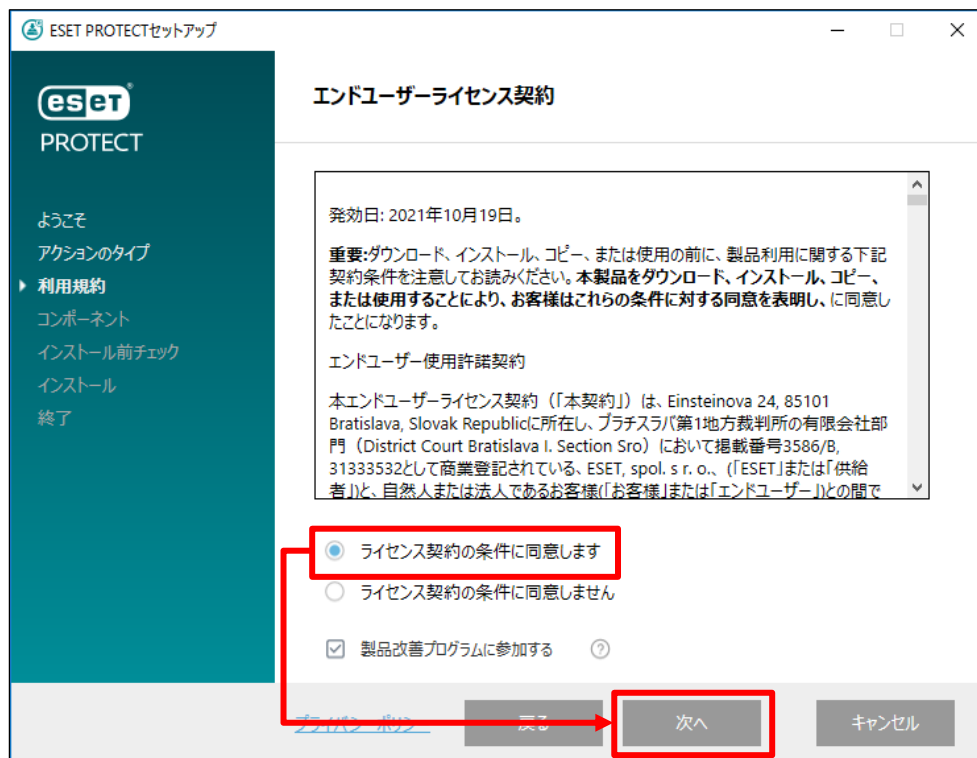 ESET PROTECTセットアップ
eset
PROTECT
ようこそ
アクションのタイプ
利用規約
コンポーネント
インストール前チェック
インストール
終了
エンドユーザーライセンス契約
発効日: 2021年10月19日。
重要:ダウンロード、インストール、コピー、または使用の前に、製品利用に関する下記
契約条件を注意してお読みください。本製品をダウンロード、インストール、コピー、
または使用することにより、お客様はこれらの条件に対する同意を表明し、に同意し
たことになります。
エンドユーザー使用許諾契約
本エンドユーザーライセンス契約（「本契約」）は、Einsteinova 24, 85101
Bratislava, Slovak Republicに所在し、ブラチスラバ第1地方裁判所の有限会社部
門（District Court Bratislava I. Section Sro）において掲載番号3586/B,
31333532として商業登記されている、ESET, spol. s r. o.、(「ESET」または「供給
者」)と、自然人または法人であるお客様(「お客様」または「エンドユーザー」)との間で
ライセンス契約の条件に同意します
ライセンス契約の条件に同意しません
製品改善プログラムに参加する
?
プライバシーポリシー
戻る
次へ
キャンセル